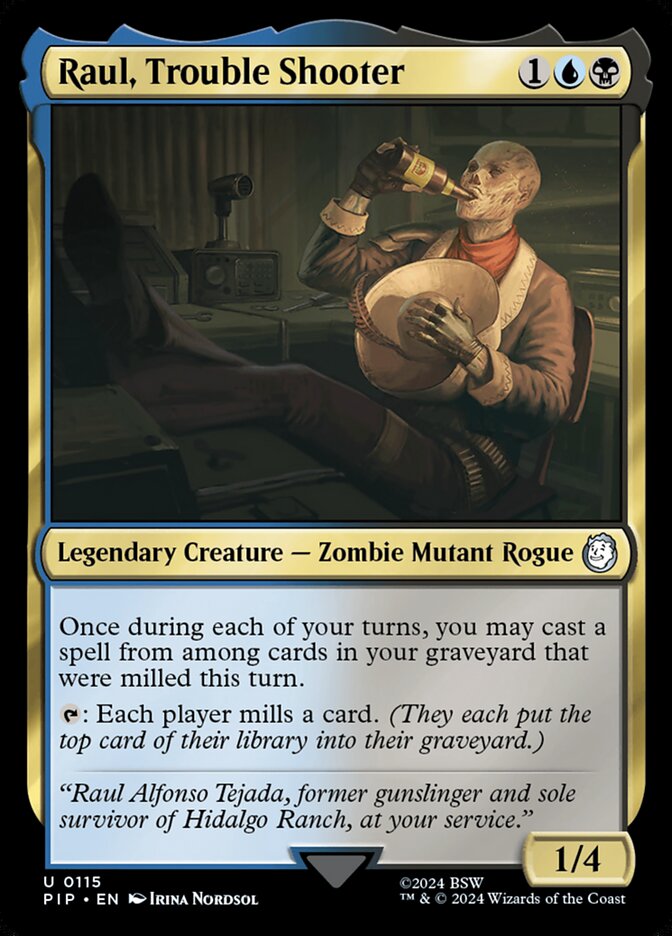 Raul, Trouble Shooter 1
Legendary Creature — Zombie Mutant Rogue
Once during each of your turns, you may cast a
spell from among cards in your graveyard that
were milled this turn.
: Each player mills a card. (They each put the
top card of their library into their graveyard.)
“Raul Alfonso Tejada, former gunslinger and sole
survivor of Hidalgo Ranch, at your service.”
1/4
U 0115
PIP • EN Irina Nordsol
©2024 BSW
™ & © 2024 Wizards of the Coast